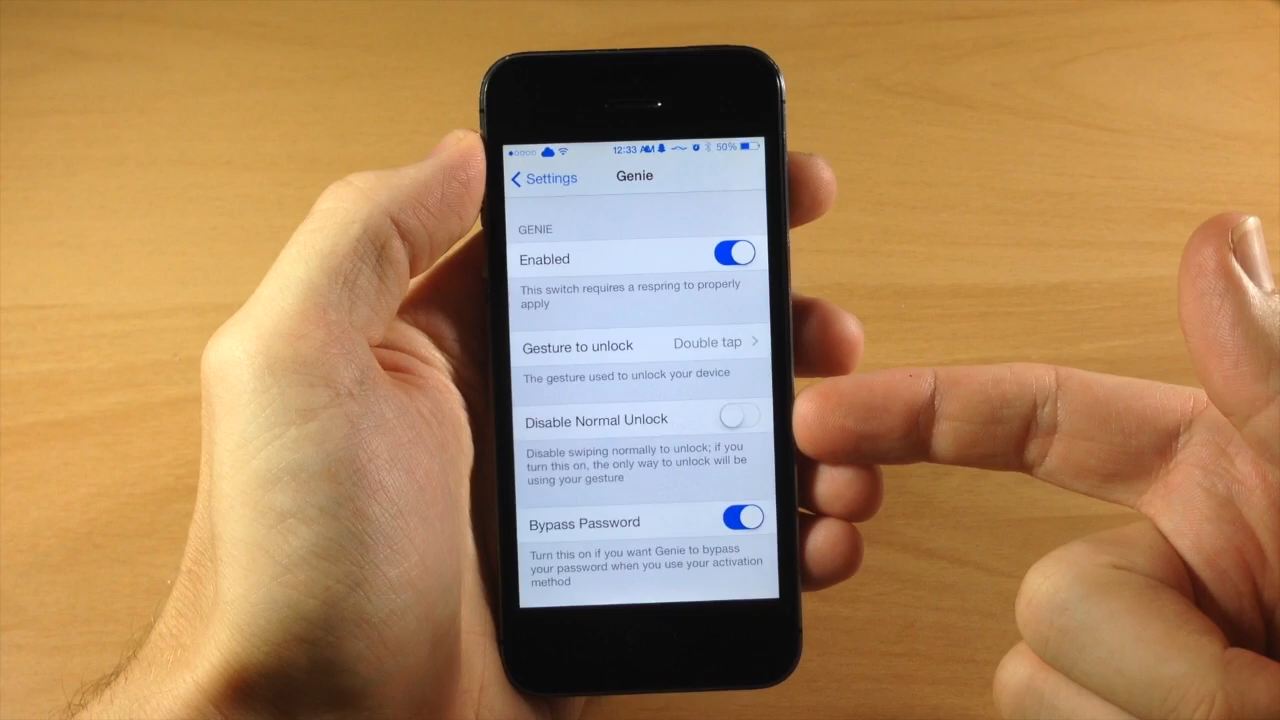 12:33 AM 50%
Settings Genie
GENIE
Enabled
This switch requires a respring to properly
apply
Gesture to unlock Double tap
The gesture used to unlock your device
Disable Normal Unlock
Disable swiping normally to unlock; if you
turn this on, the only way to unlock will be
using your gesture
Bypass Password
Turn this on if you want Genie to bypass
your password when you use your activation
method